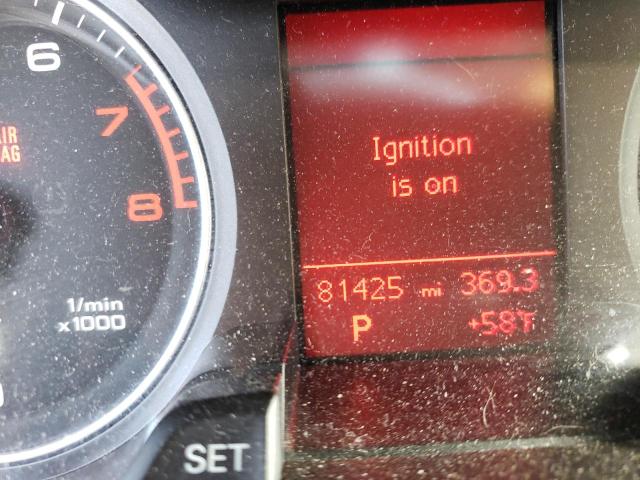 6
7
8
AIR
BAG
1/min
x1000
Ignition
is on
81425 mi 369.3
P +58°F
SET